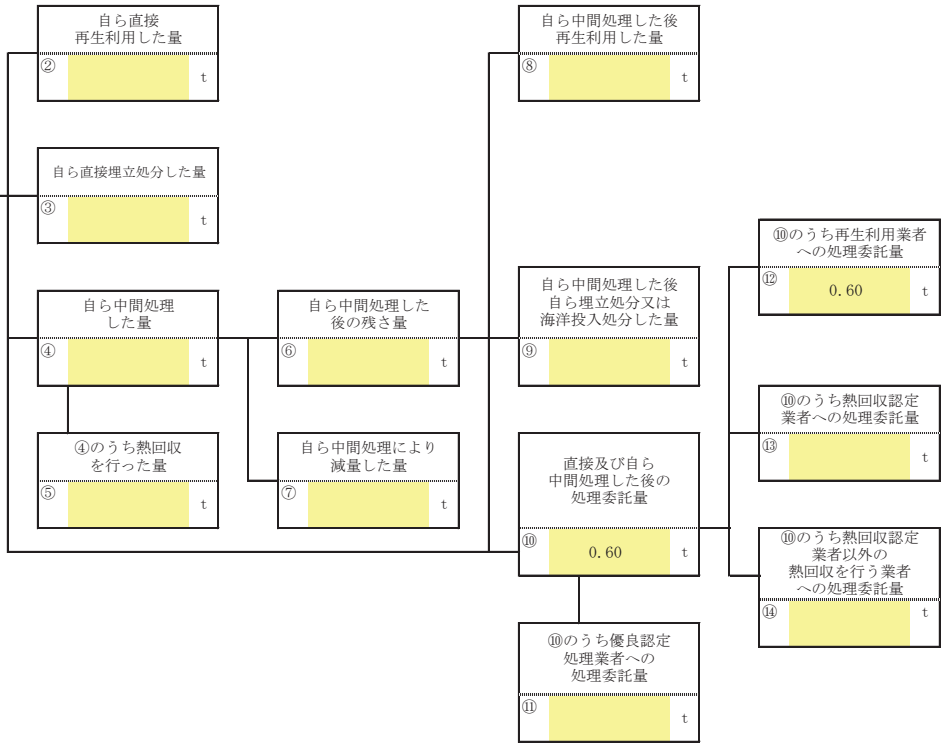 自ら直接
再生利用した量
②
t
自ら直接埋立処分した量
③
t
自ら中間処理
した量
④
t
④のうち熱回収
を行った量
⑤
t
自ら中間処理した
後の残さ量
⑥
t
自ら中間処理により
減量した量
⑦
t
自ら中間処理した後
再生利用した量
⑧
t
自ら中間処理した後
自ら埋立処分又は
海洋投入処分した量
⑨
t
直接及び自ら
中間処理した後の
処理委託量
⑩ 0.60 t
⑩のうち優良認定
処理業者への
処理委託量
⑪
t
⑩のうち再生利用業者
への処理委託量
⑫ 0.60 t
⑩のうち熱回収認定
業者への処理委託量
⑬
t
⑩のうち熱回収認定
業者以外の
熱回収を行う業者
への処理委託量
⑭
t